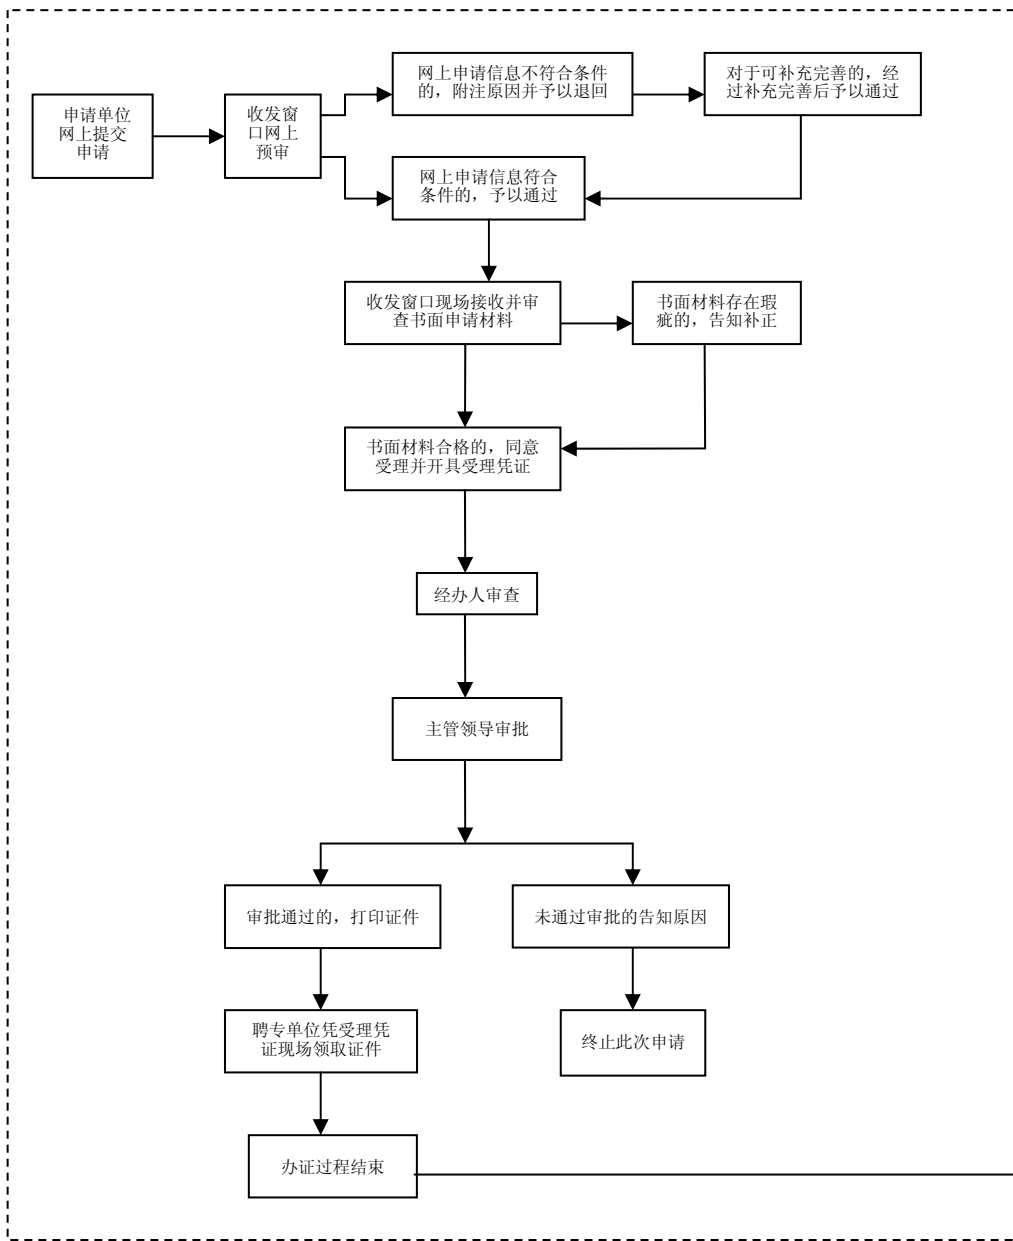 申请单位
网上提交
申请
收发窗
口网上
预审
网上申请信息不符合条件
的，附注原因并予以退回
对于可补充完善的，经
过补充完善后予以通过
网上申请信息符合
条件的，予以通过
收发窗口现场接收并审
查书面申请材料
书面材料存在瑕
疵的，告知补正
书面材料合格的，同意
受理并开具受理凭证
经办人审查
主管领导审批
审批通过的，打印证件
未通过审批的告知原因
聘专单位凭受理凭
证现场领取证件
终止此次申请
办证过程结束